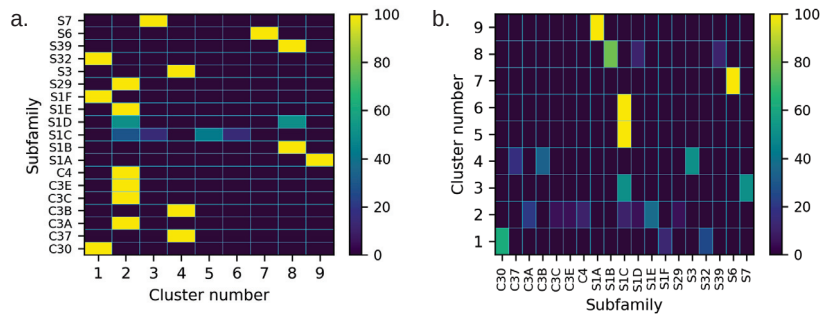 a.
Subfamily
S7
S6
S39
S32
S3
S29
S1F
S1E
S1D
S1C
S1B
S1A
C4
C3E
C3C
C3B
C3A
C37
C30
1 2 3 4 5 6 7 8 9
Cluster number
100
80
60
40
20
0
b.
Cluster number
9
8
7
6
5
4
3
2
1
C30 C37 C3A C3B C3C C3E C4 S1A S1B S1C S1D S1E S1F S29 S3 S32 S39 S6 S7
Subfamily
100
80
60
40
20
0